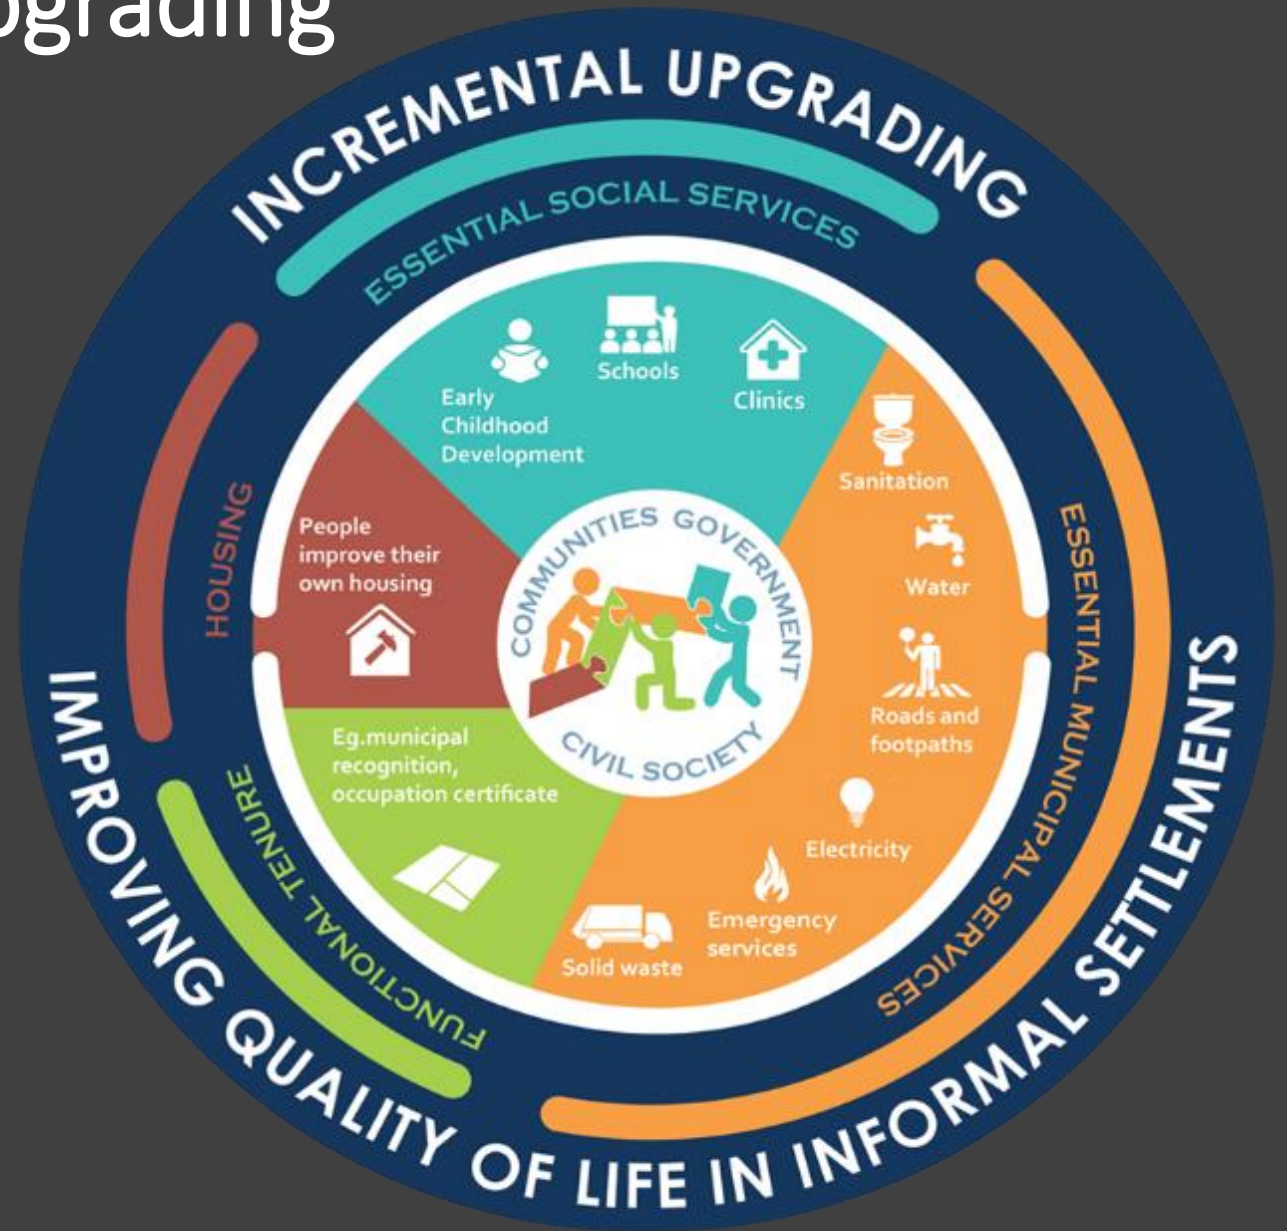 ograding
INCREMENTAL UPGRADING
ESSENTIAL SOCIAL SERVICES
Early
Childhood
Development
Schools
Clinics
Sanitation
Water
Roads and
footpaths
Electricity
Emergency
services
Solid waste
ESSENTIAL MUNICIPAL SERVICES
HOUSING
People
improve their
own housing
FUNCTIONAL TENURE
Eg.municipal
recognition,
occupation certificate
COMMUNITIES GOVERNMENT
CIVIL SOCIETY
IMPROVING QUALITY OF LIFE IN INFORMAL SETTLEMENTS